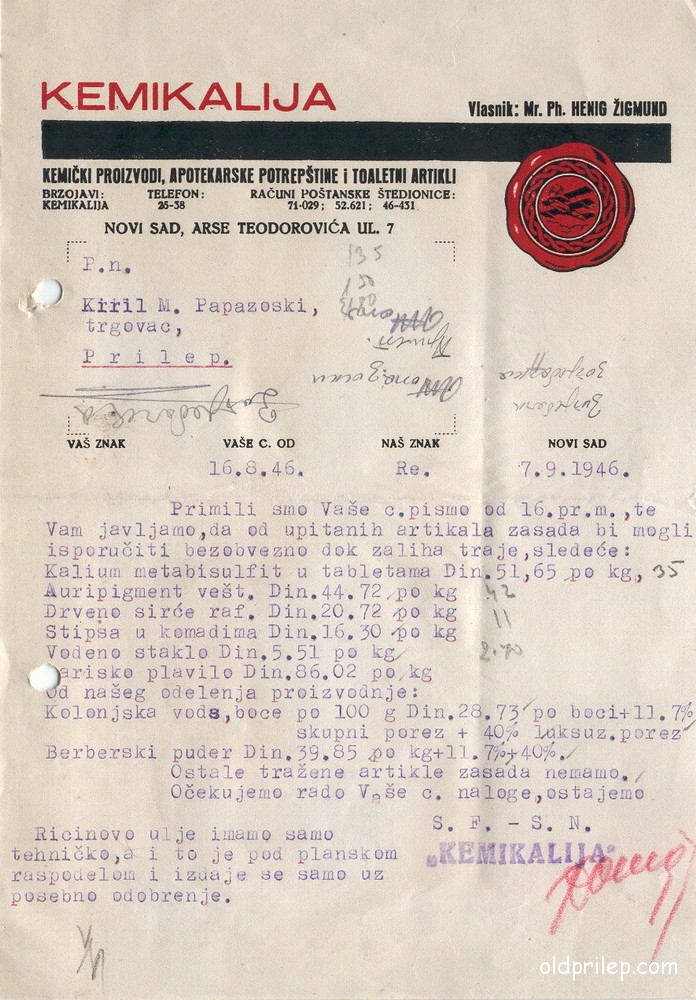 KEMIKALIJA
Vlasnik: Mr. Ph. HENIG ŽIGMUND
KEMIČKI PROIZVODI, APOTEKARSKE POTREPŠTINE i TOALETNI ARTIKLI
BRZOJAVI: TELEFON: RAČUNI POŠTANSKE ŠTEDIONICE:
KEMIKALIJA 26-38 71-029; 52.621; 46-431
NOVI SAD, ARSE TEODOROVIĆA UL. 7
P.n.
135
150
Kiril M. Papazoski,
trgovac,
Prilep.
VAŠ ZNAK VAŠE C. OD NAŠ ZNAK NOVI SAD
16.8.46. Re. 7.9.1946.
Primili smo Vaše c.pismo od 16.pr.m.,te
Vam javljamo,da od upitanih artikala zasada bi mogli
isporučiti bezobvezno dok zaliha traje,sledeće:
Kalium metabisulfit u tabletama Din.51,65 po kg, 35
Auripigment vešt. Din.44.72 po kg 42
Drveno sirće raf. Din.20.72 po kg 11
Stipsa u komadima Din.16.30 po kg
Vodeno staklo Din.5.51 po kg 2.70
arisko plavilo Din.86.02 po kg
Od našeg odelenja proizvodnje:
Kolonjska voda,boce po 100 g Din.28.73 po boci+11.7%
skupni porez + 40% luksuz.porez
Berberski puder Din.39.85 po kg+11.7%+40%.
Ostale tražene artikle zasada nemamo.
Očekujemo rado Vaše c. naloge,ostajemo
S. F. - S. N.
"KEMIKALIJA"
Ricinovo ulje imamo samo
tehničko,a i to je pod planskom
raspodelom i izdaje se samo uz
posebno odobrenje.
oldprilep.com